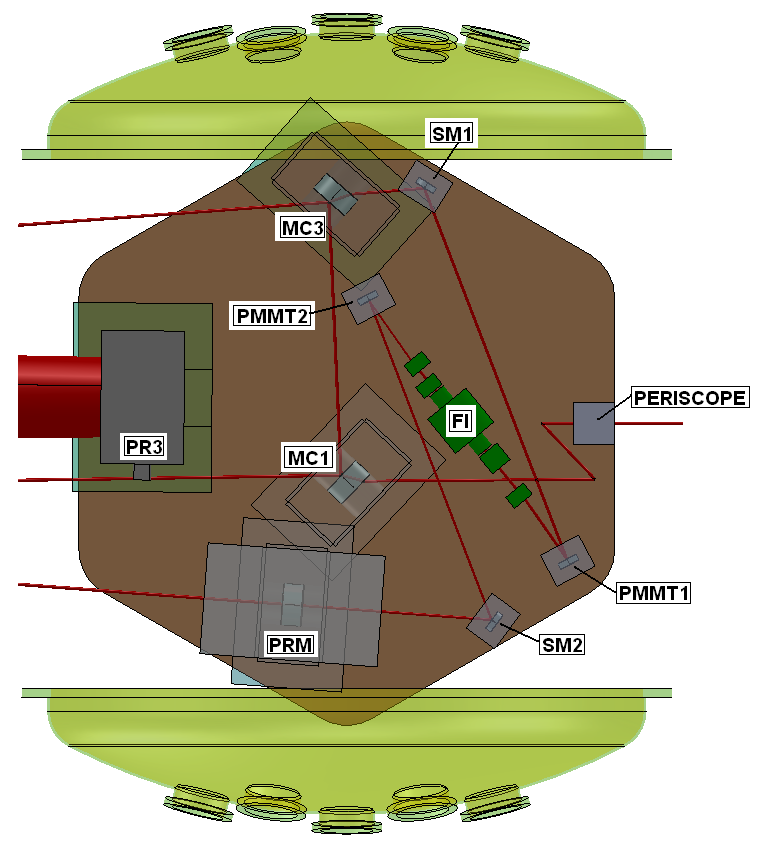 SM1
MC3
PMMT2
PERISCOPE
FI
PR3
MC1
PMMT1
PRM
SM2